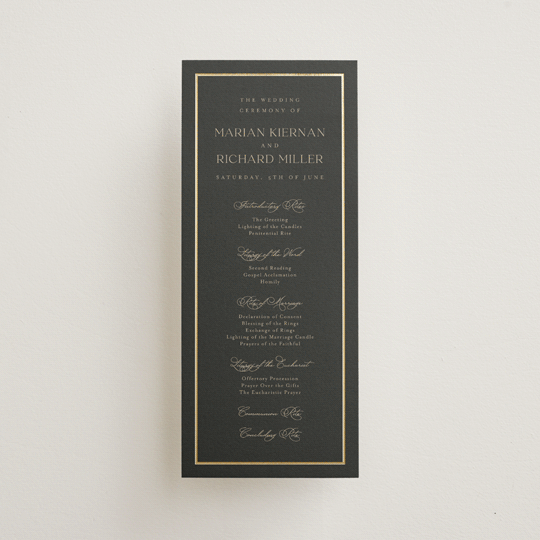 THE WEDDING
CEREMONY OF
MARIAN KIERNAN
AND
RICHARD MILLER
SATURDAY, 5TH OF JUNE
Introductory Rites
The Greeting
Lighting of the Candles
Penitential Rite
Liturgy of the Word
Second Reading
Gospel Acclamation
Homily
Rite of Marriage
Declaration of Consent
Blessing of the Rings
Exchange of Rings
Lighting of the Marriage Candle
Prayers of the Faithful
Liturgy of the Eucharist
Offertory Procession
Prayer Over the Gifts
The Eucharistic Prayer
Communion Rite
Concluding Rite